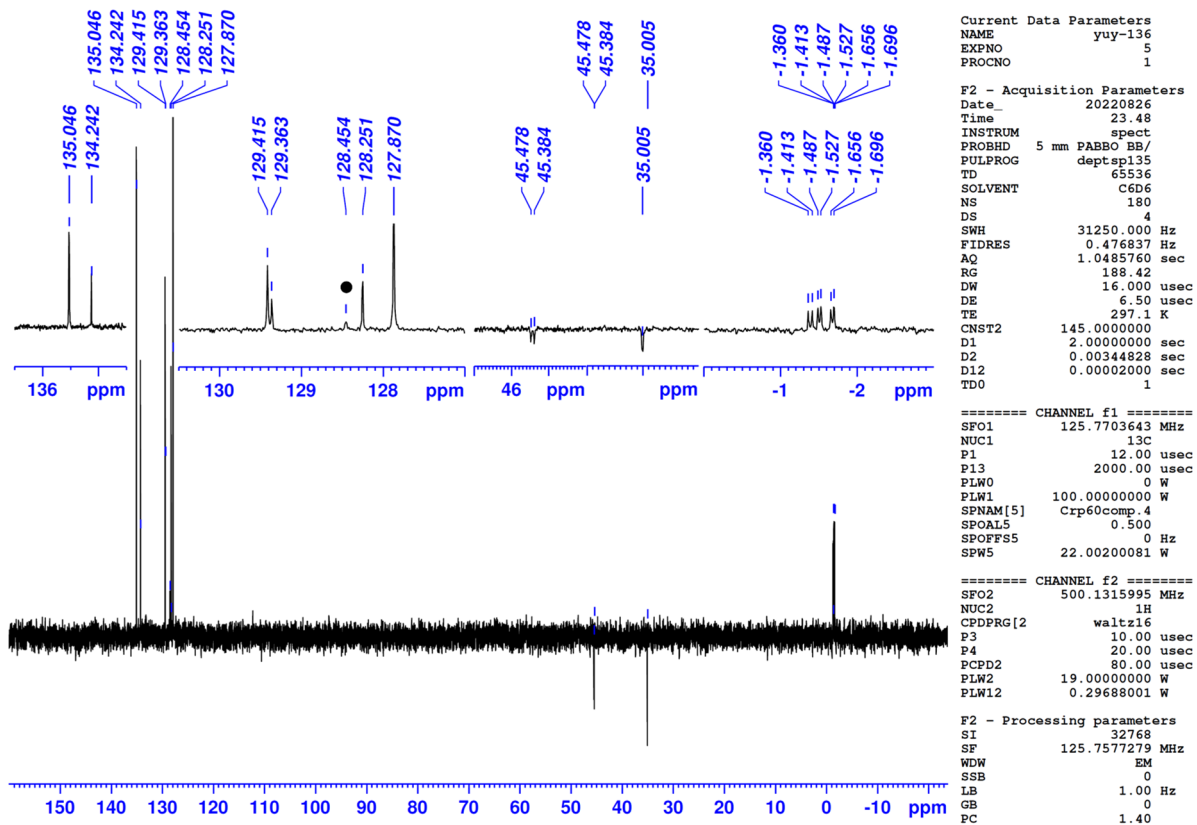 135.046
134.242
129.415
129.363
128.454
128.251
127.870
45.478
45.384
35.005
-1.360
-1.413
-1.487
-1.527
-1.656
-1.696
135.046
134.242
129.415
129.363
128.454
128.251
127.870
45.478
45.384
35.005
-1.360
-1.413
-1.487
-1.527
-1.656
-1.696
136 ppm
130 129 128 ppm
46 ppm ppm
-1 -2 ppm
150 140 130 120 110 100 90 80 70 60 50 40 30 20 10 0 -10 ppm
Current Data Parameters
NAME yuy-136
EXPNO 5
PROCNO 1
F2 - Acquisition Parameters
Date_ 20220826
Time 23.48
INSTRUM spect
PROBHD 5 mm PABBO BB/
PULPROG deptsp135
TD 65536
SOLVENT C6D6
NS 180
DS 4
SWH 31250.000 Hz
FIDRES 0.476837 Hz
AQ 1.0485760 sec
RG 188.42
DW 16.000 usec
DE 6.50 usec
TE 297.1 K
CNST2 145.0000000
D1 2.00000000 sec
D2 0.00344828 sec
D12 0.00002000 sec
TD0 1
======== CHANNEL f1 ========
SFO1 125.7703643 MHz
NUC1 13C
P1 12.00 usec
P13 2000.00 usec
PLW0 0 W
PLW1 100.00000000 W
SPNAM[5] Crp60comp.4
SPOAL5 0.500
SPOFFS5 0 Hz
SPW5 22.00200081 W
======== CHANNEL f2 ========
SFO2 500.1315995 MHz
NUC2 1H
CPDPRG[2 waltz16
P3 10.00 usec
P4 20.00 usec
PCPD2 80.00 usec
PLW2 19.00000000 W
PLW12 0.29688001 W
F2 - Processing parameters
SI 32768
SF 125.7577279 MHz
WDW EM
SSB 0
LB 1.00 Hz
GB 0
PC 1.40